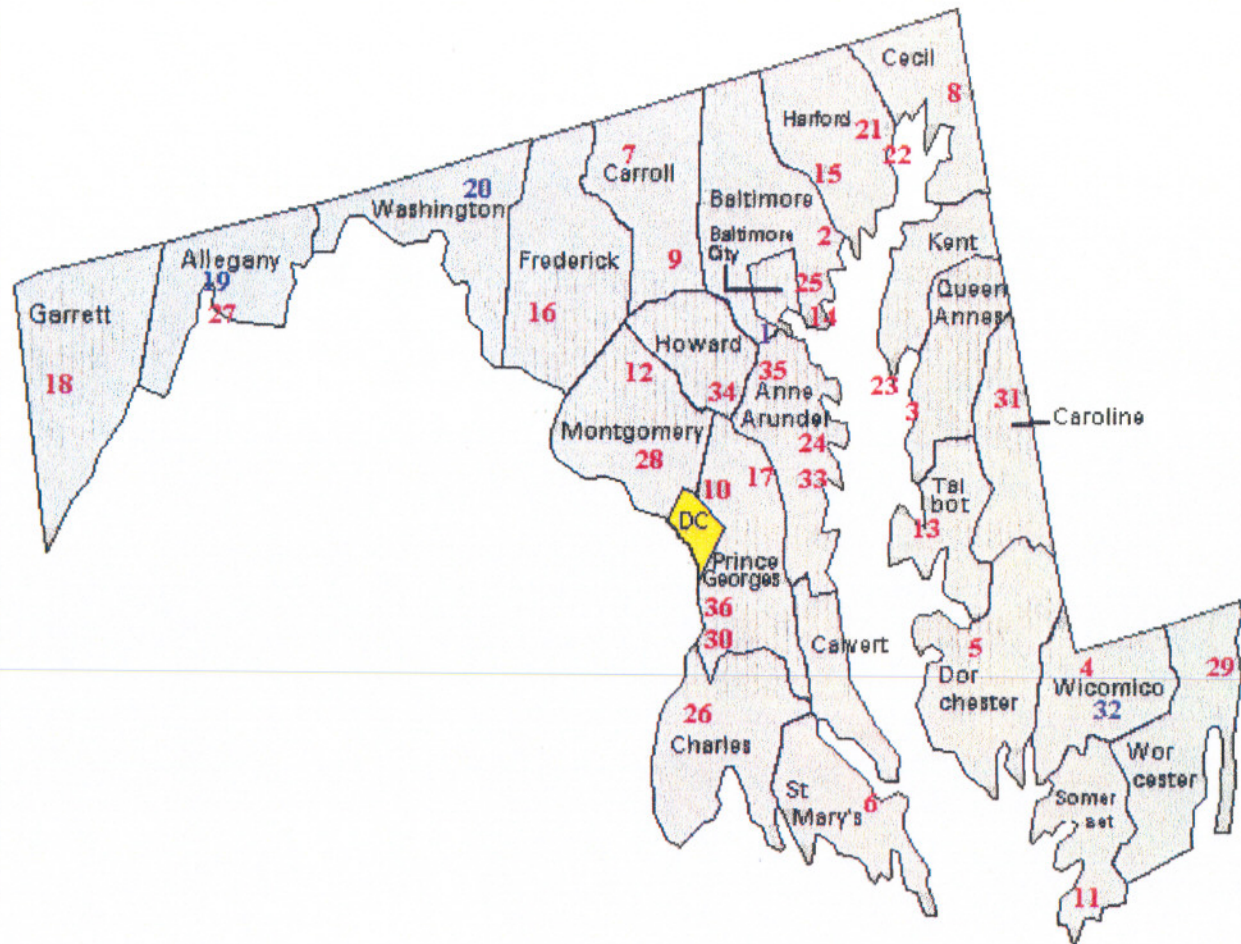 Cecil
8
Harford
21
22
7
Carroll
15
20
Washington
Baltimore
Baltimore
City
2
Kent
Allegany
19
27
Frederick
16
9
25
14
Queen
Annes
Garrett
18
Howard
1
12
34
35
Anne
Arundel
23
3
31
Caroline
Montgomery
28
24
33
17
10
Tal
bot
13
DC
Prince
Georges
36
30
Calvert
5
Dor
chester
4
Wicomico
32
29
26
Charles
Wor
cester
St
Mary's
6
Somer
set
11